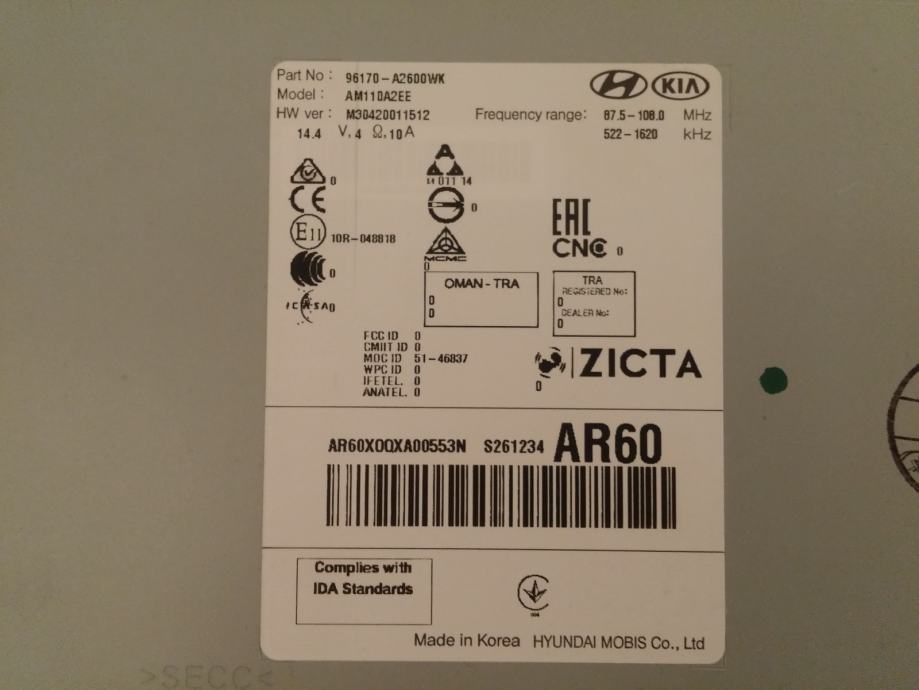 Part No : 96170-A2600WK
Model : AM110A2EE
HW ver : M30420011512
14.4 V, 4 Ω, 10 A
HYUNDAI KIA
Frequency range: 87.5-108.0 MHz
522-1620 kHz
0
CE
E11 10R-048818
0
ICASA 0
A
011 14
0
MCMC
0
EAC
CNC 0
OMAN-TRA
0
0
TRA
REGISTERED No:
0
DEALER No:
0
FCC ID 0
CMIIT ID 0
MOC ID 51-46837
WPC ID 0
IFETEL. 0
ANATEL. 0
ZICTA
0
AR60X0QXA00553N S261234 AR60
Complies with
IDA Standards
Made in Korea HYUNDAI MOBIS Co., Ltd
>SECC<